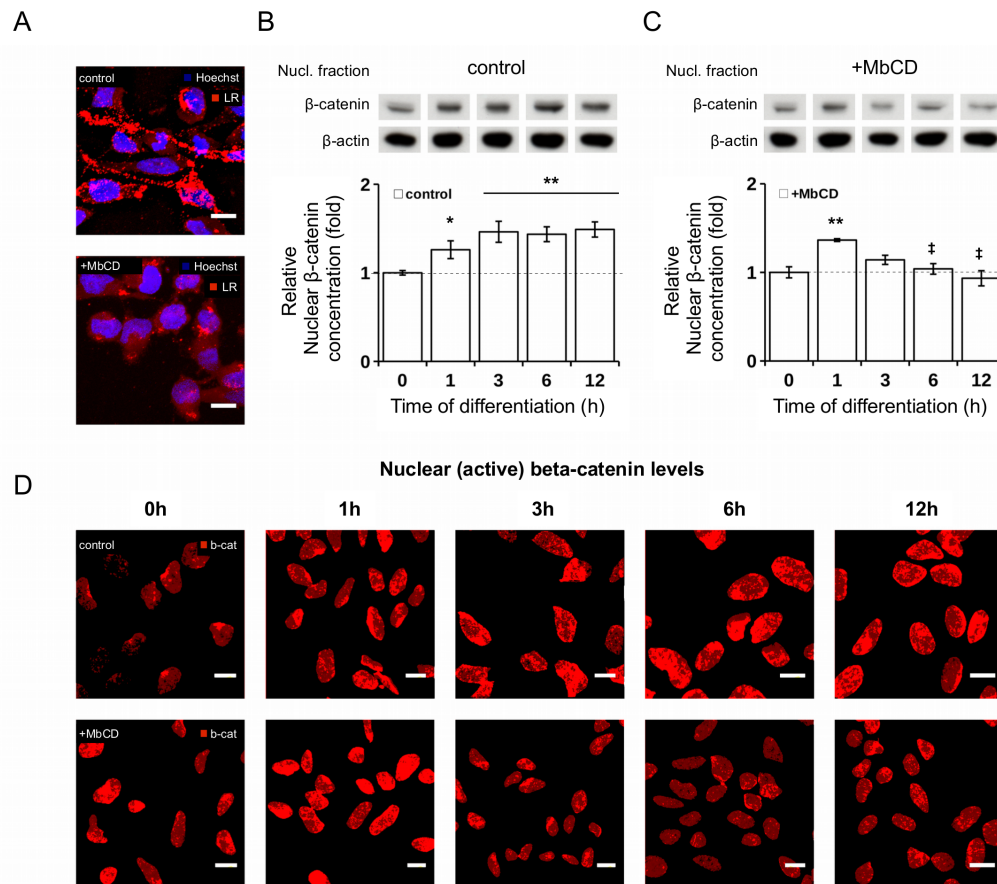 A
B
C
control
Hoechst
LR
+MbCD
Hoechst
LR
Nucl. fraction
control
β-catenin
β-actin
2
1
0
control
*
**
Relative
Nuclear β-catenin
concentration (fold)
0 1 3 6 12
Time of differentiation (h)
Nucl. fraction
+MbCD
β-catenin
β-actin
2
1
0
+MbCD
**
‡
‡
Relative
Nuclear β-catenin
concentration (fold)
0 1 3 6 12
Time of differentiation (h)
D
Nuclear (active) beta-catenin levels
0h 1h 3h 6h 12h
control
b-cat
+MbCD
b-cat